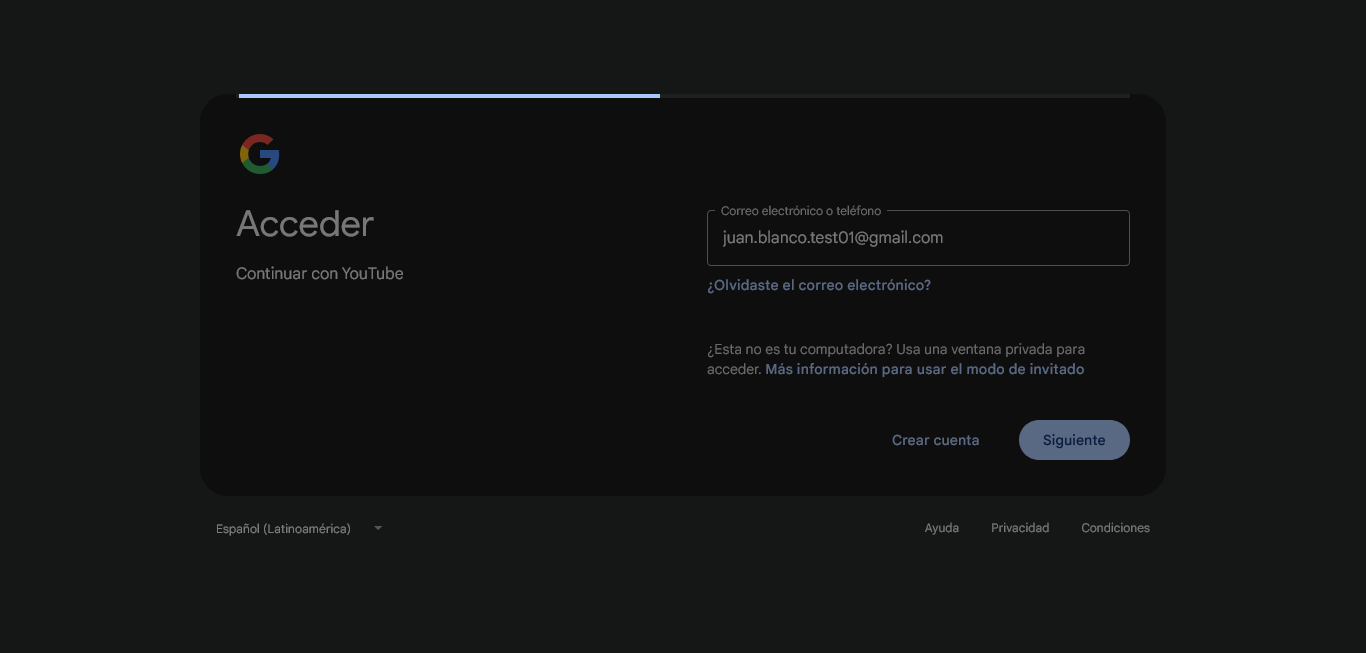 Acceder
Continuar con YouTube
Correo electrónico o teléfono
juan.blanco.test01@gmail.com
¿Olvidaste el correo electrónico?
¿Esta no es tu computadora? Usa una ventana privada para
acceder. Más información para usar el modo de invitado
Crear cuenta
Siguiente
Español (Latinoamérica)
Ayuda
Privacidad
Condiciones